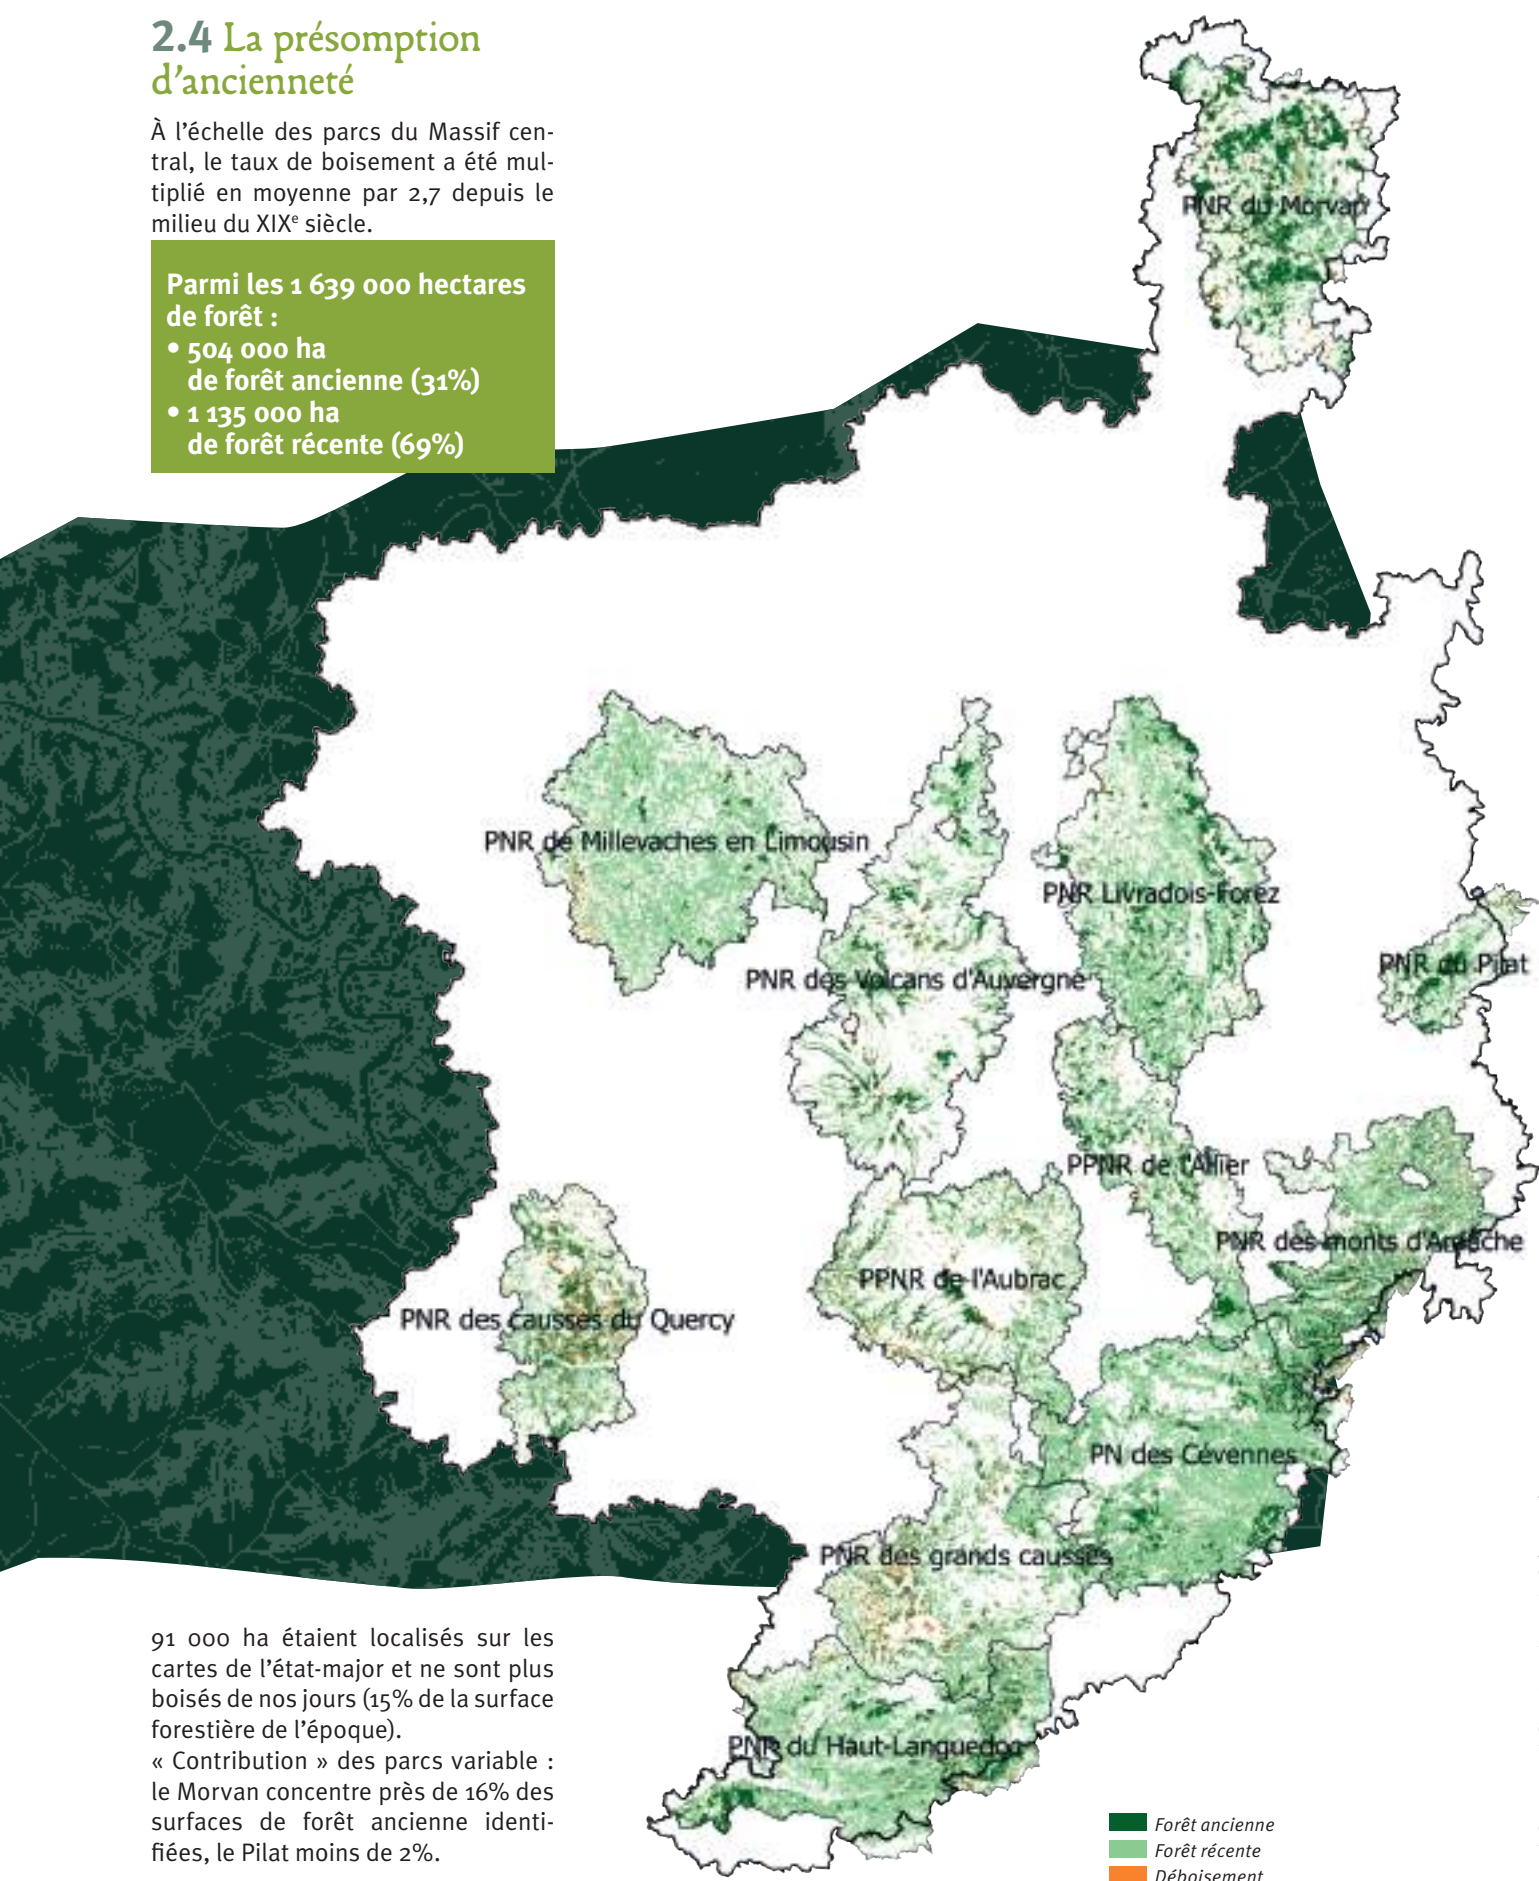 2.4 La présomption
d’ancienneté
À l’échelle des parcs du Massif cen-
tral, le taux de boisement a été mul-
tiplié en moyenne par 2,7 depuis le
milieu du XIXe siècle.
Parmi les 1 639 000 hectares
de forêt :
• 504 000 ha
de forêt ancienne (31%)
• 1 135 000 ha
de forêt récente (69%)
PNR du Morvan
PNR de Millevaches en Limousin
PNR Livradois-Forez
PNR des Volcans d'Auvergne
PNR du Pilat
PPNR de l'Allier
PNR des monts d'Ardèche
PPNR de l'Aubrac
PNR des causses du Quercy
PN des Cévennes
PNR des grands causses
PNR du Haut-Languedoc
91 000 ha étaient localisés sur les
cartes de l’état-major et ne sont plus
boisés de nos jours (15% de la surface
forestière de l’époque).
« Contribution » des parcs variable :
le Morvan concentre près de 16% des
surfaces de forêt ancienne identi-
fiées, le Pilat moins de 2%.
Forêt ancienne
Forêt récente
Déboisement